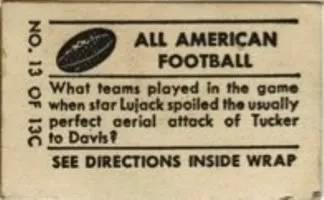 NO. 13 OF 13C
ALL AMERICAN
FOOTBALL
What teams played in the game
when star Lujack spoiled the usually
perfect aerial attack of Tucker
to Davis?
SEE DIRECTIONS INSIDE WRAP